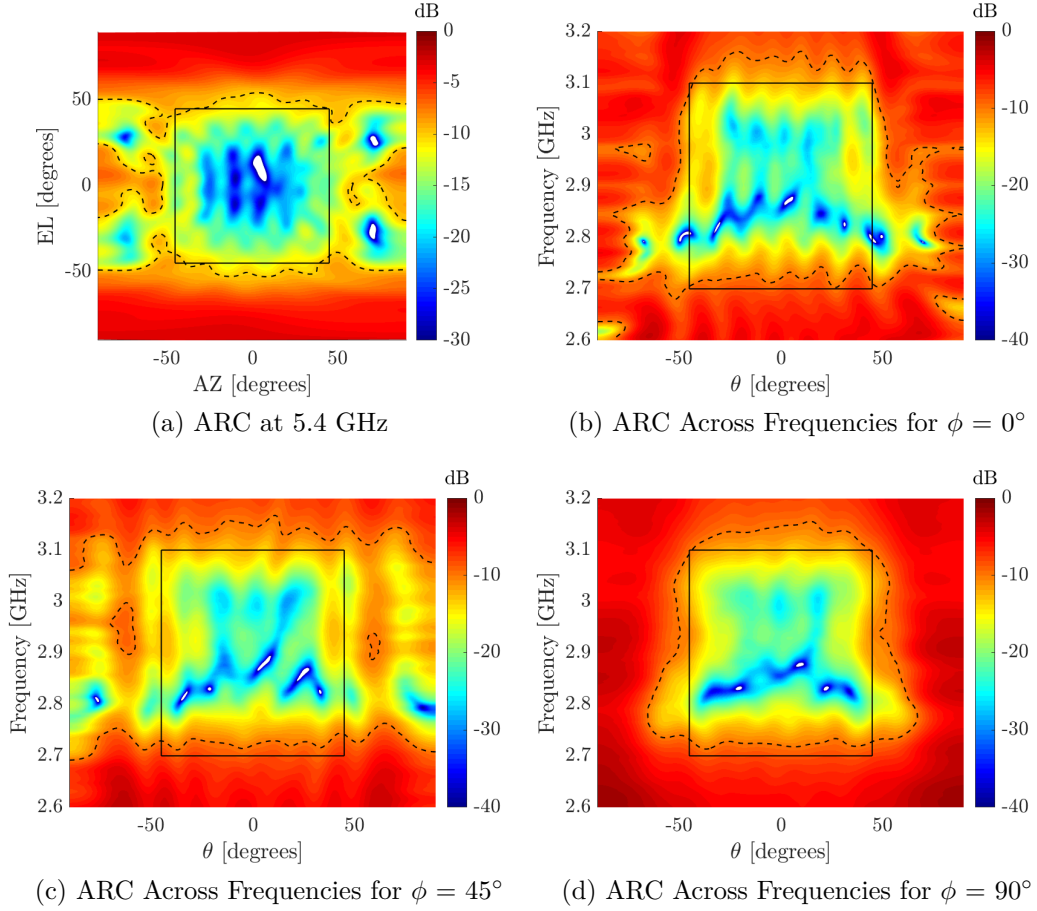 dB
0
-5
-10
-15
-20
-25
-30
50
0
-50
EL [degrees]
-50 0 50
AZ [degrees]
(a) ARC at 5.4 GHz
dB
0
-10
-20
-30
-40
3.2
3.1
3
2.9
2.8
2.7
2.6
Frequency [GHz]
-50 0 50
θ [degrees]
(b) ARC Across Frequencies for ϕ = 0°
dB
0
-10
-20
-30
-40
3.2
3.1
3
2.9
2.8
2.7
2.6
Frequency [GHz]
-50 0 50
θ [degrees]
(c) ARC Across Frequencies for ϕ = 45°
dB
0
-10
-20
-30
-40
3.2
3.1
3
2.9
2.8
2.7
2.6
Frequency [GHz]
-50 0 50
θ [degrees]
(d) ARC Across Frequencies for ϕ = 90°